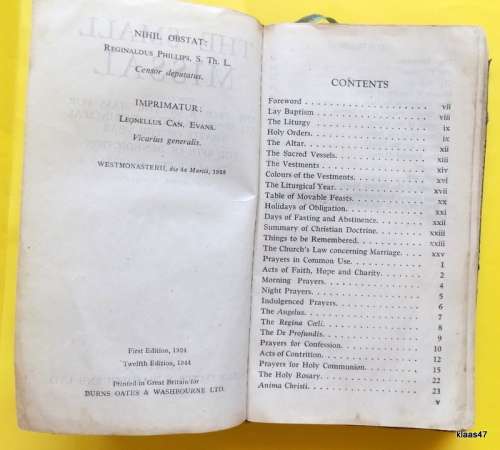 NIHIL OBSTAT:
REGINALDUS PHILLIPS, S. TH. L.
Censor deputatus.
IMPRIMATUR:
LEONELLUS CAN. EVANS.
Vicarius generalis.
WESTMONASTERII, die 4a Martii,
First Edition, 1924
Twelfth Edition, 1944
Printed in Great Britain for
BURNS OATES & WASHBOURNE LTD.
CONTENTS
Foreword vii
Lay Baptism viii
The Liturgy ix
Holy Orders. ix
The Altar. xii
The Sacred Vessels. xiii
The Vestments xiv
Colours of the Vestments. xvi
The Liturgical Year. xvii
Table of Movable Feasts xx
Holidays of Obligation. xxi
Days of Fasting and Abstinence. xxii
Summary of Christian Doctrine. xxiii
Things to be Remembered. xxiii
The Church's Law concerning Marriage. xxv
Prayers in Common Use. 1
Acts of Faith, Hope and Charity. 2
Morning Prayers. 4
Night Prayers. 5
Indulgenced Prayers. 6
The Angelus. 7
The Regina Cœli. 9
The De Profundis. 9
Prayers for Confession. 10
Acts of Contrition. 12
Prayers for Holy Communion. 15
The Holy Rosary. 22
Anima Christi. 23
v
klaas47